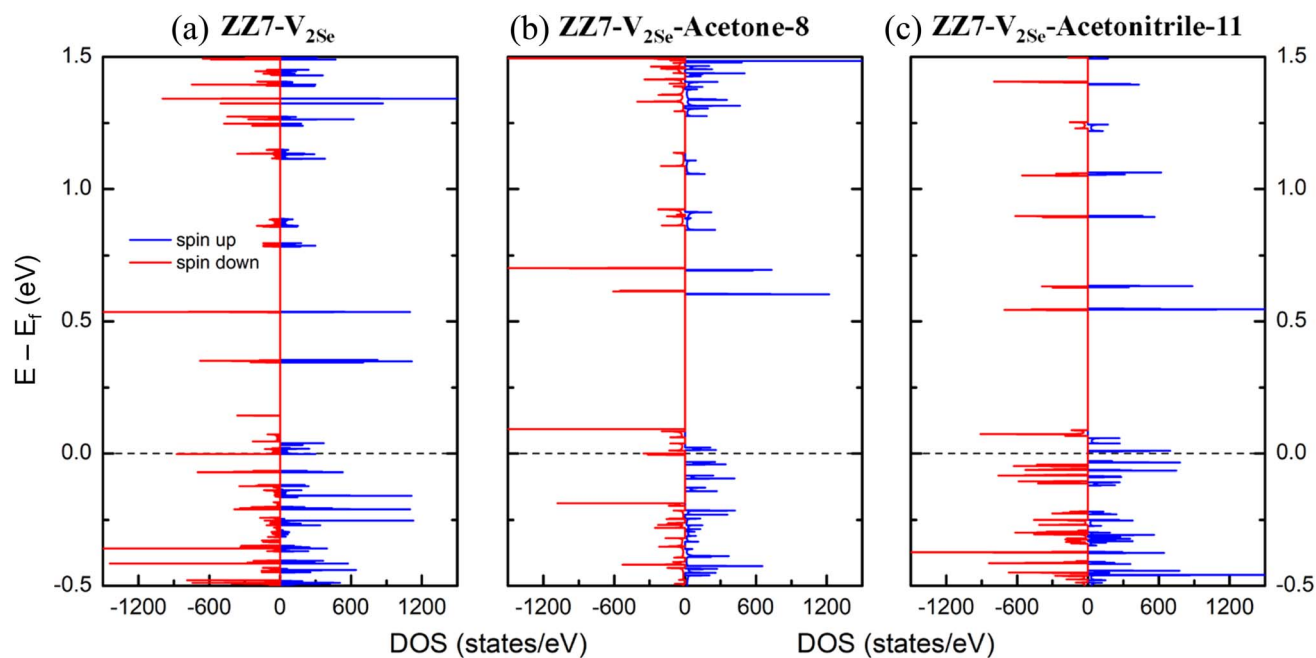 (a) ZZ7-V2Se
(b) ZZ7-V2Se-Acetone-8
(c) ZZ7-V2Se-Acetonitrile-11
1.5
1.0
0.5
0.0
-0.5
E – Ef (eV)
spin up
spin down
1.5
1.0
0.5
0.0
-0.5
-1200 -600 0 600 1200
-1200 -600 0 600 1200
-1200 -600 0 600 1200
DOS (states/eV)
DOS (states/eV)